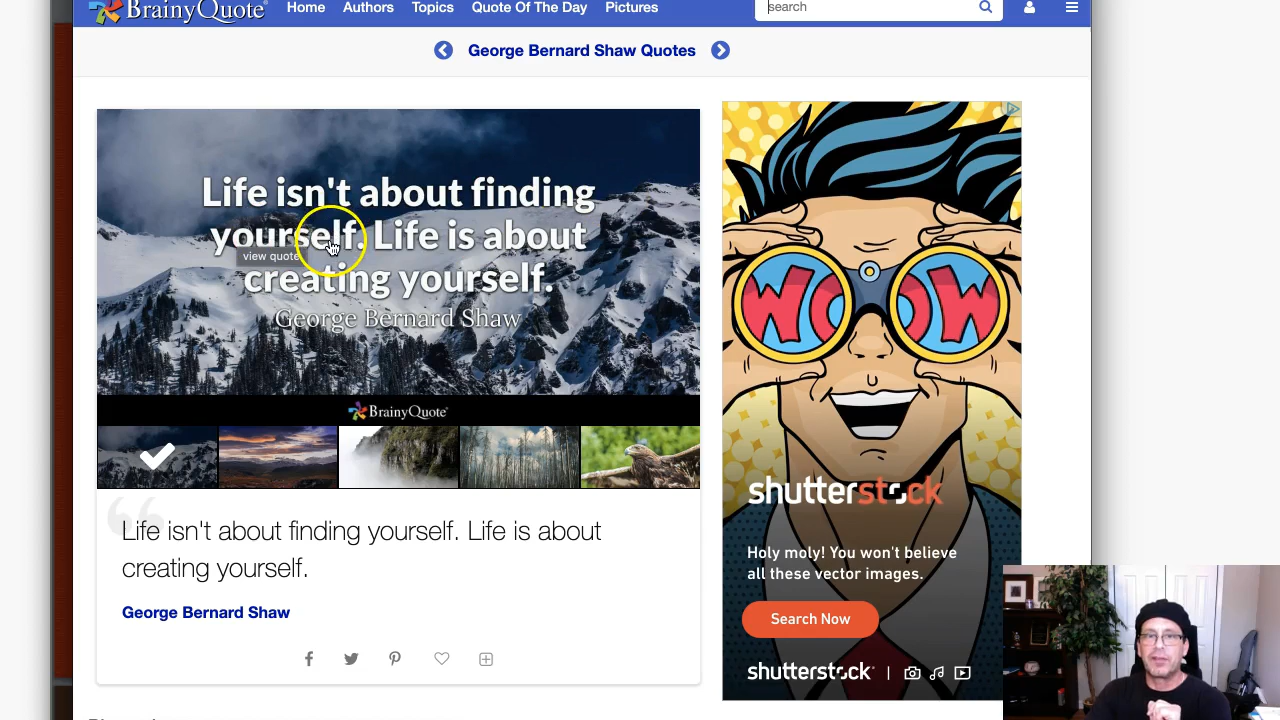 BrainyQuote
Home Authors Topics Quote Of The Day Pictures
search
George Bernard Shaw Quotes
Life isn't about finding
yourself. Life is about
view quote
creating yourself.
George Bernard Shaw
BrainyQuote
Life isn't about finding yourself. Life is about
creating yourself.
George Bernard Shaw
WOW
shutterstock
Holy moly! You won't believe
all these vector images.
Search Now
shutterstock